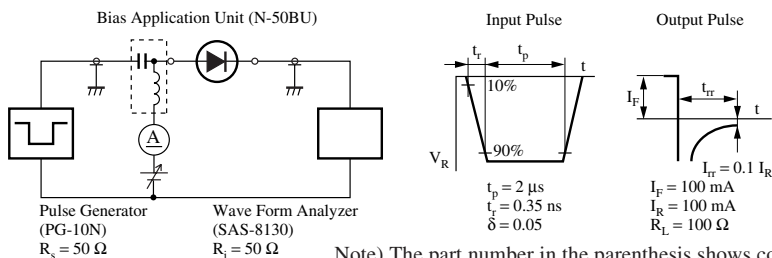 Bias Application Unit (N-50BU)
A
Pulse Generator
(PG-10N)
R_s = 50 Ω
Wave Form Analyzer
(SAS-8130)
R_i = 50 Ω
Input Pulse
t_r
t_p
t
10%
90%
V_R
t_p = 2 μs
t_r = 0.35 ns
δ = 0.05
Output Pulse
I_F
t_rr
t
I_rr = 0.1 I_R
I_F = 100 mA
I_R = 100 mA
R_L = 100 Ω
Note) The part number in the parenthesis shows co